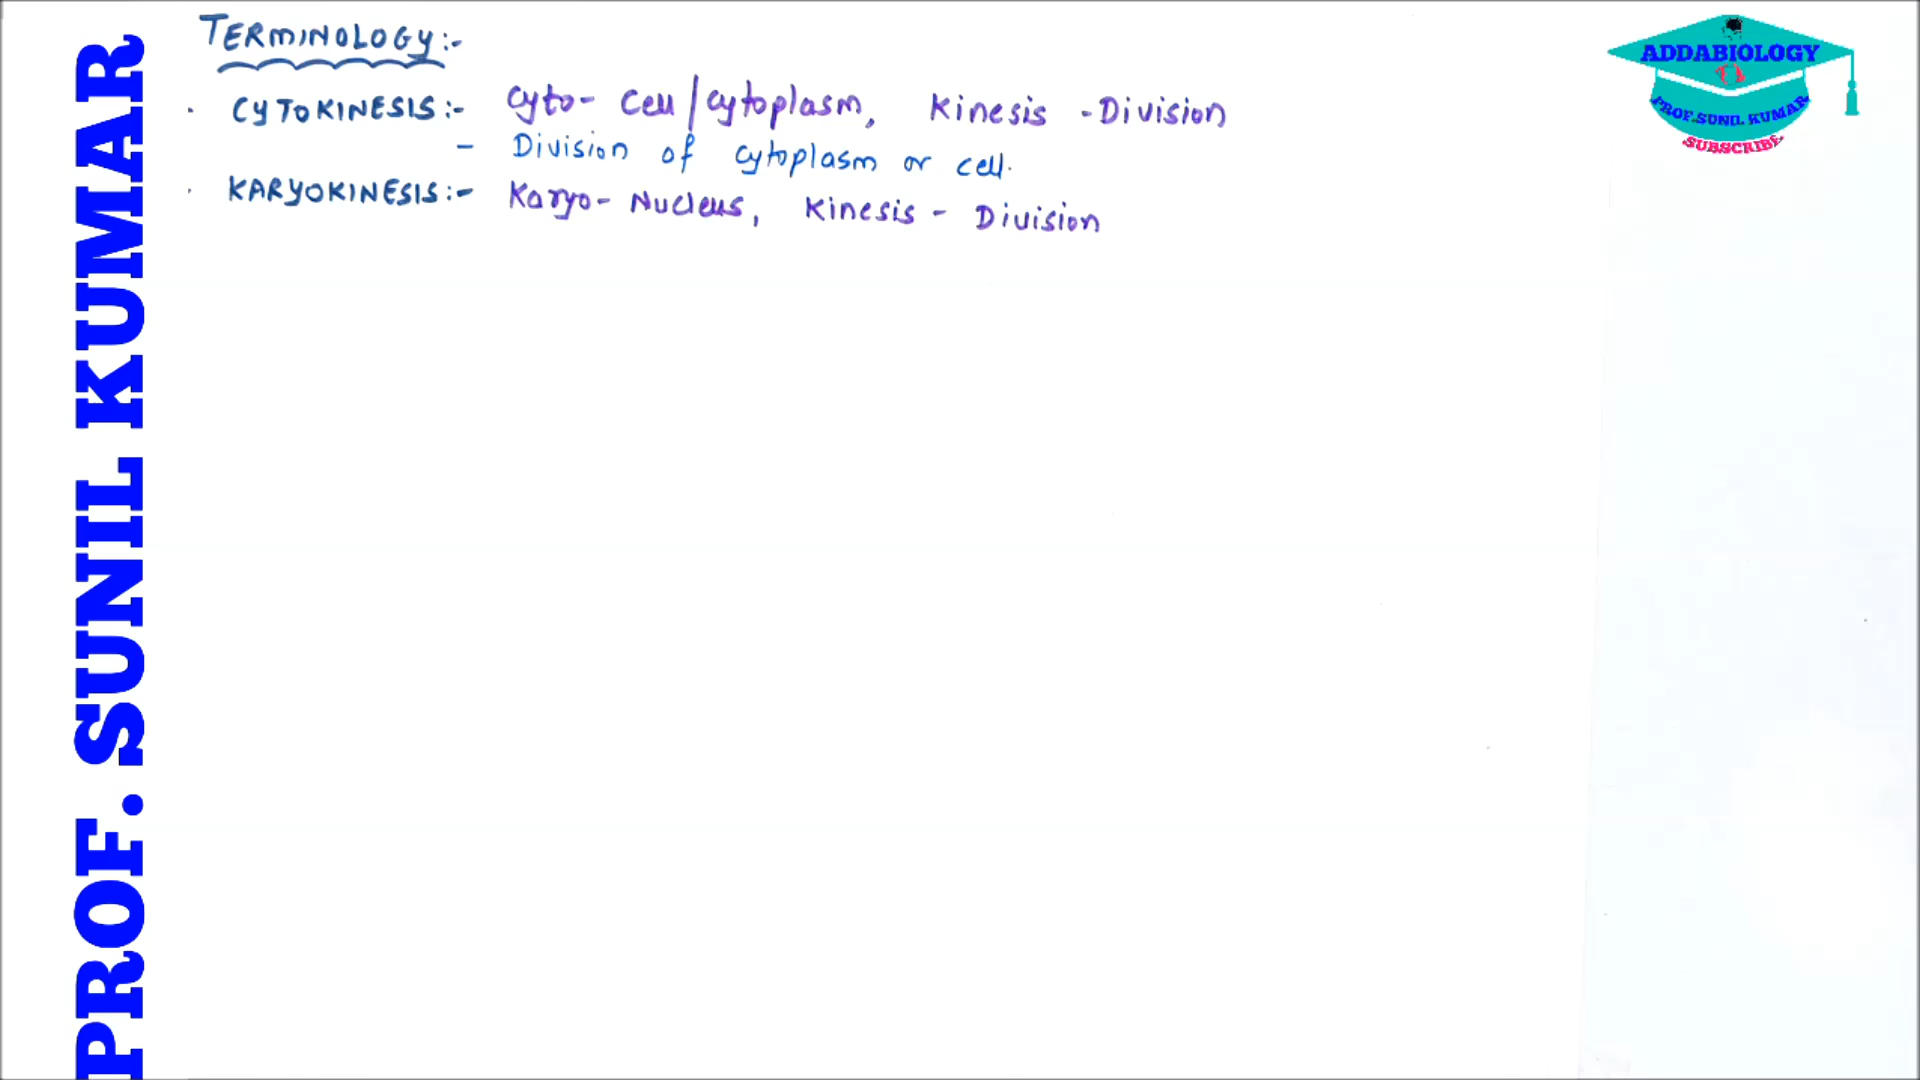 TERMINOLOGY:-
· CYTOKINESIS:- Cyto- Cell/cytoplasm, Kinesis -Division
- Division of cytoplasm or cell.
· KARYOKINESIS:- Karyo- Nucleus, Kinesis - Division
PROF. SUNIL KUMAR
ADDABIOLOGY
PROF.SUNIL KUMAR
SUBSCRIBE.